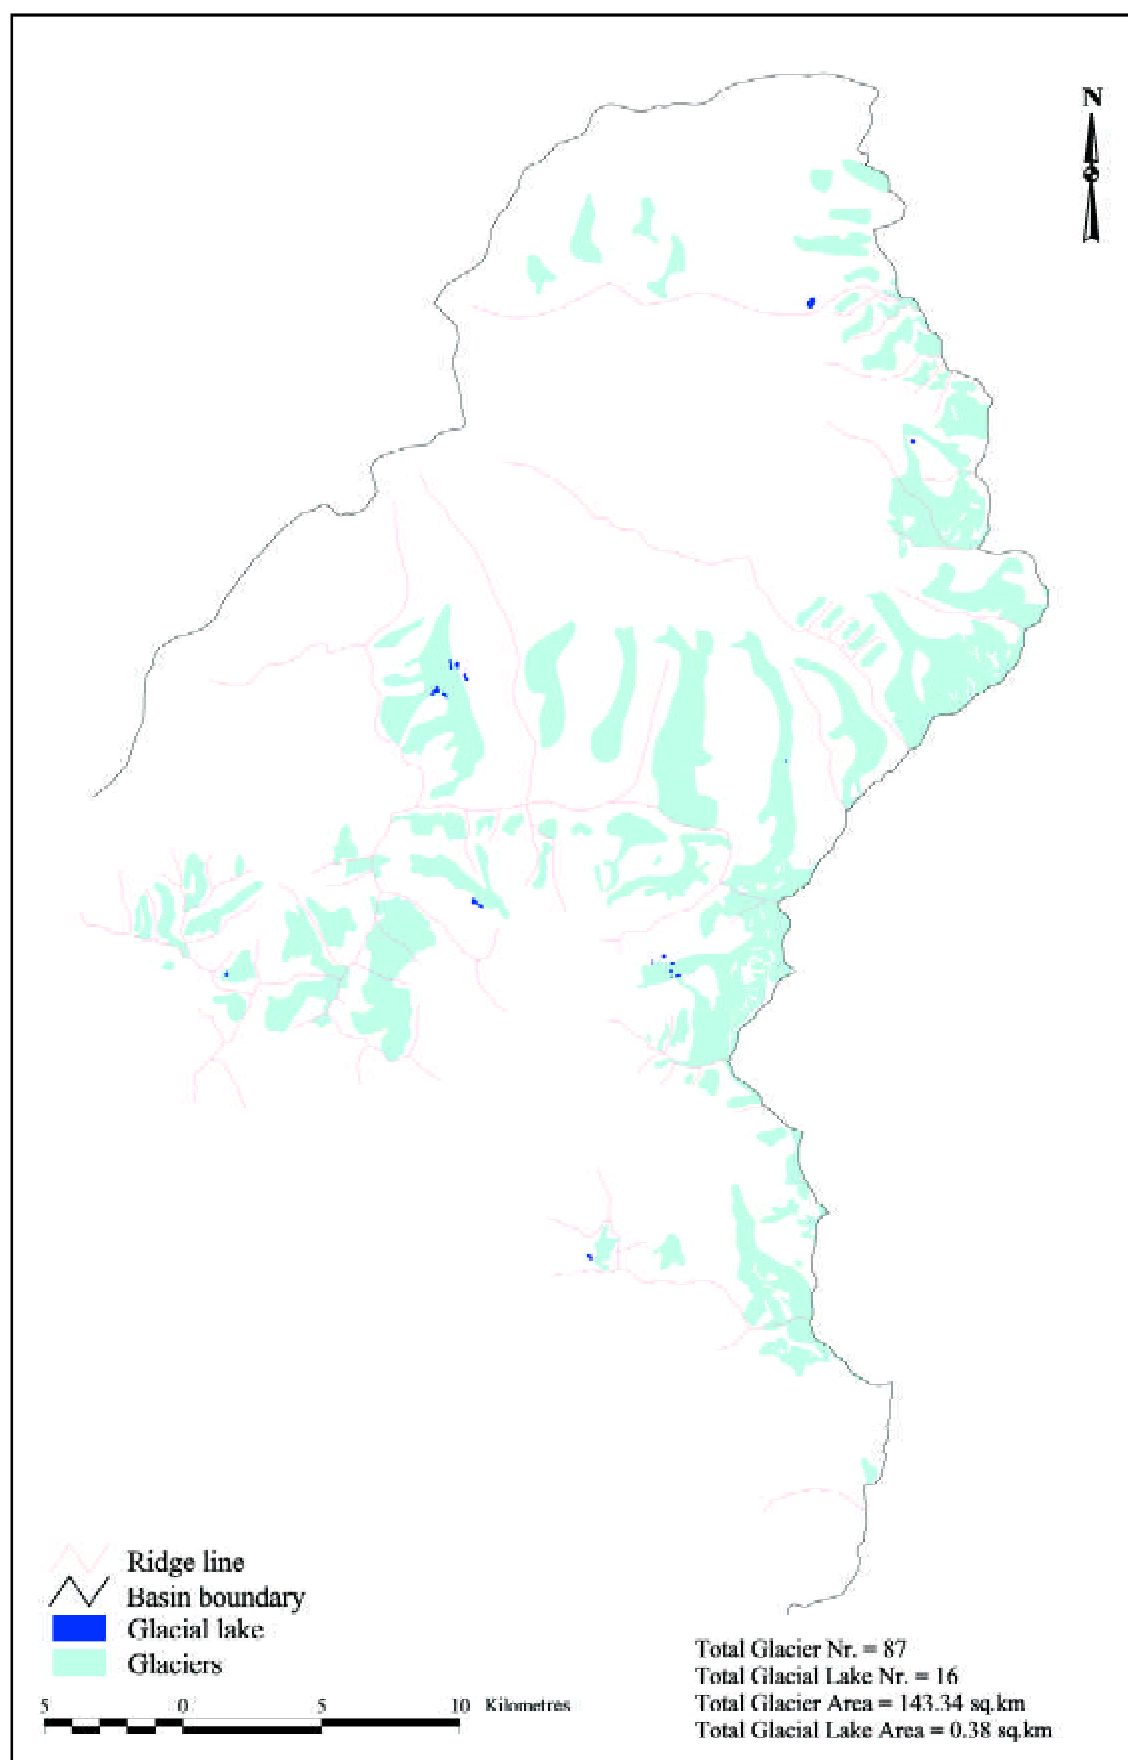 N
Ridge line
Basin boundary
Glacial lake
Glaciers
5 0 5 10 Kilometres
Total Glacier Nr. = 87
Total Glacial Lake Nr. = 16
Total Glacier Area = 143.34 sq.km
Total Glacial Lake Area = 0.38 sq.km